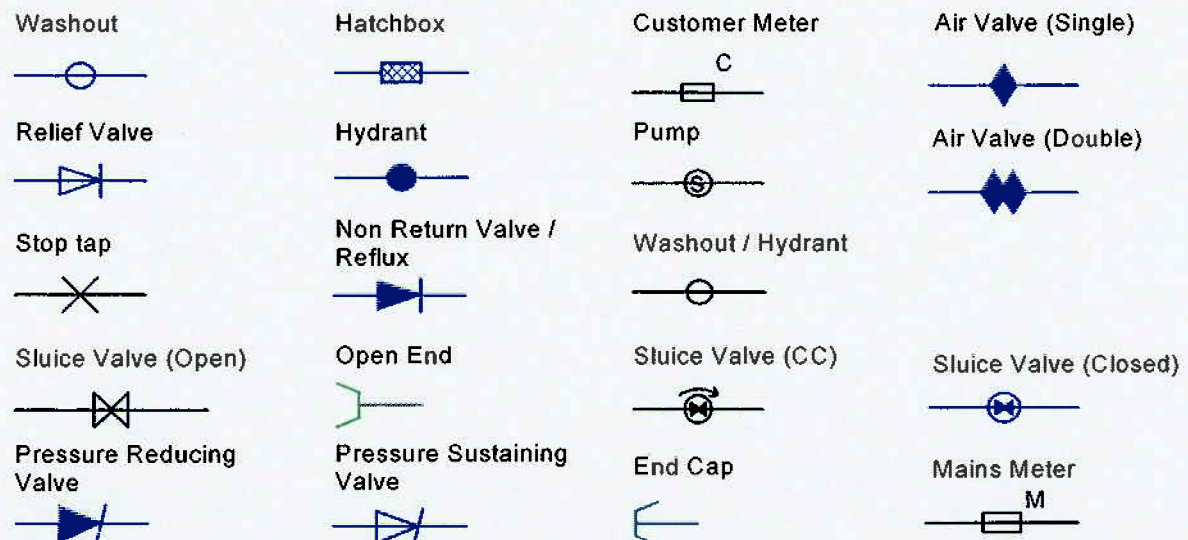 Washout
Hatchbox
Customer Meter
Air Valve (Single)
C
Relief Valve
Hydrant
Pump
Air Valve (Double)
S
Stop tap
Non Return Valve /
Reflux
Washout / Hydrant
Sluice Valve (Open)
Open End
Sluice Valve (CC)
Sluice Valve (Closed)
Pressure Reducing
Valve
Pressure Sustaining
Valve
End Cap
Mains Meter
M